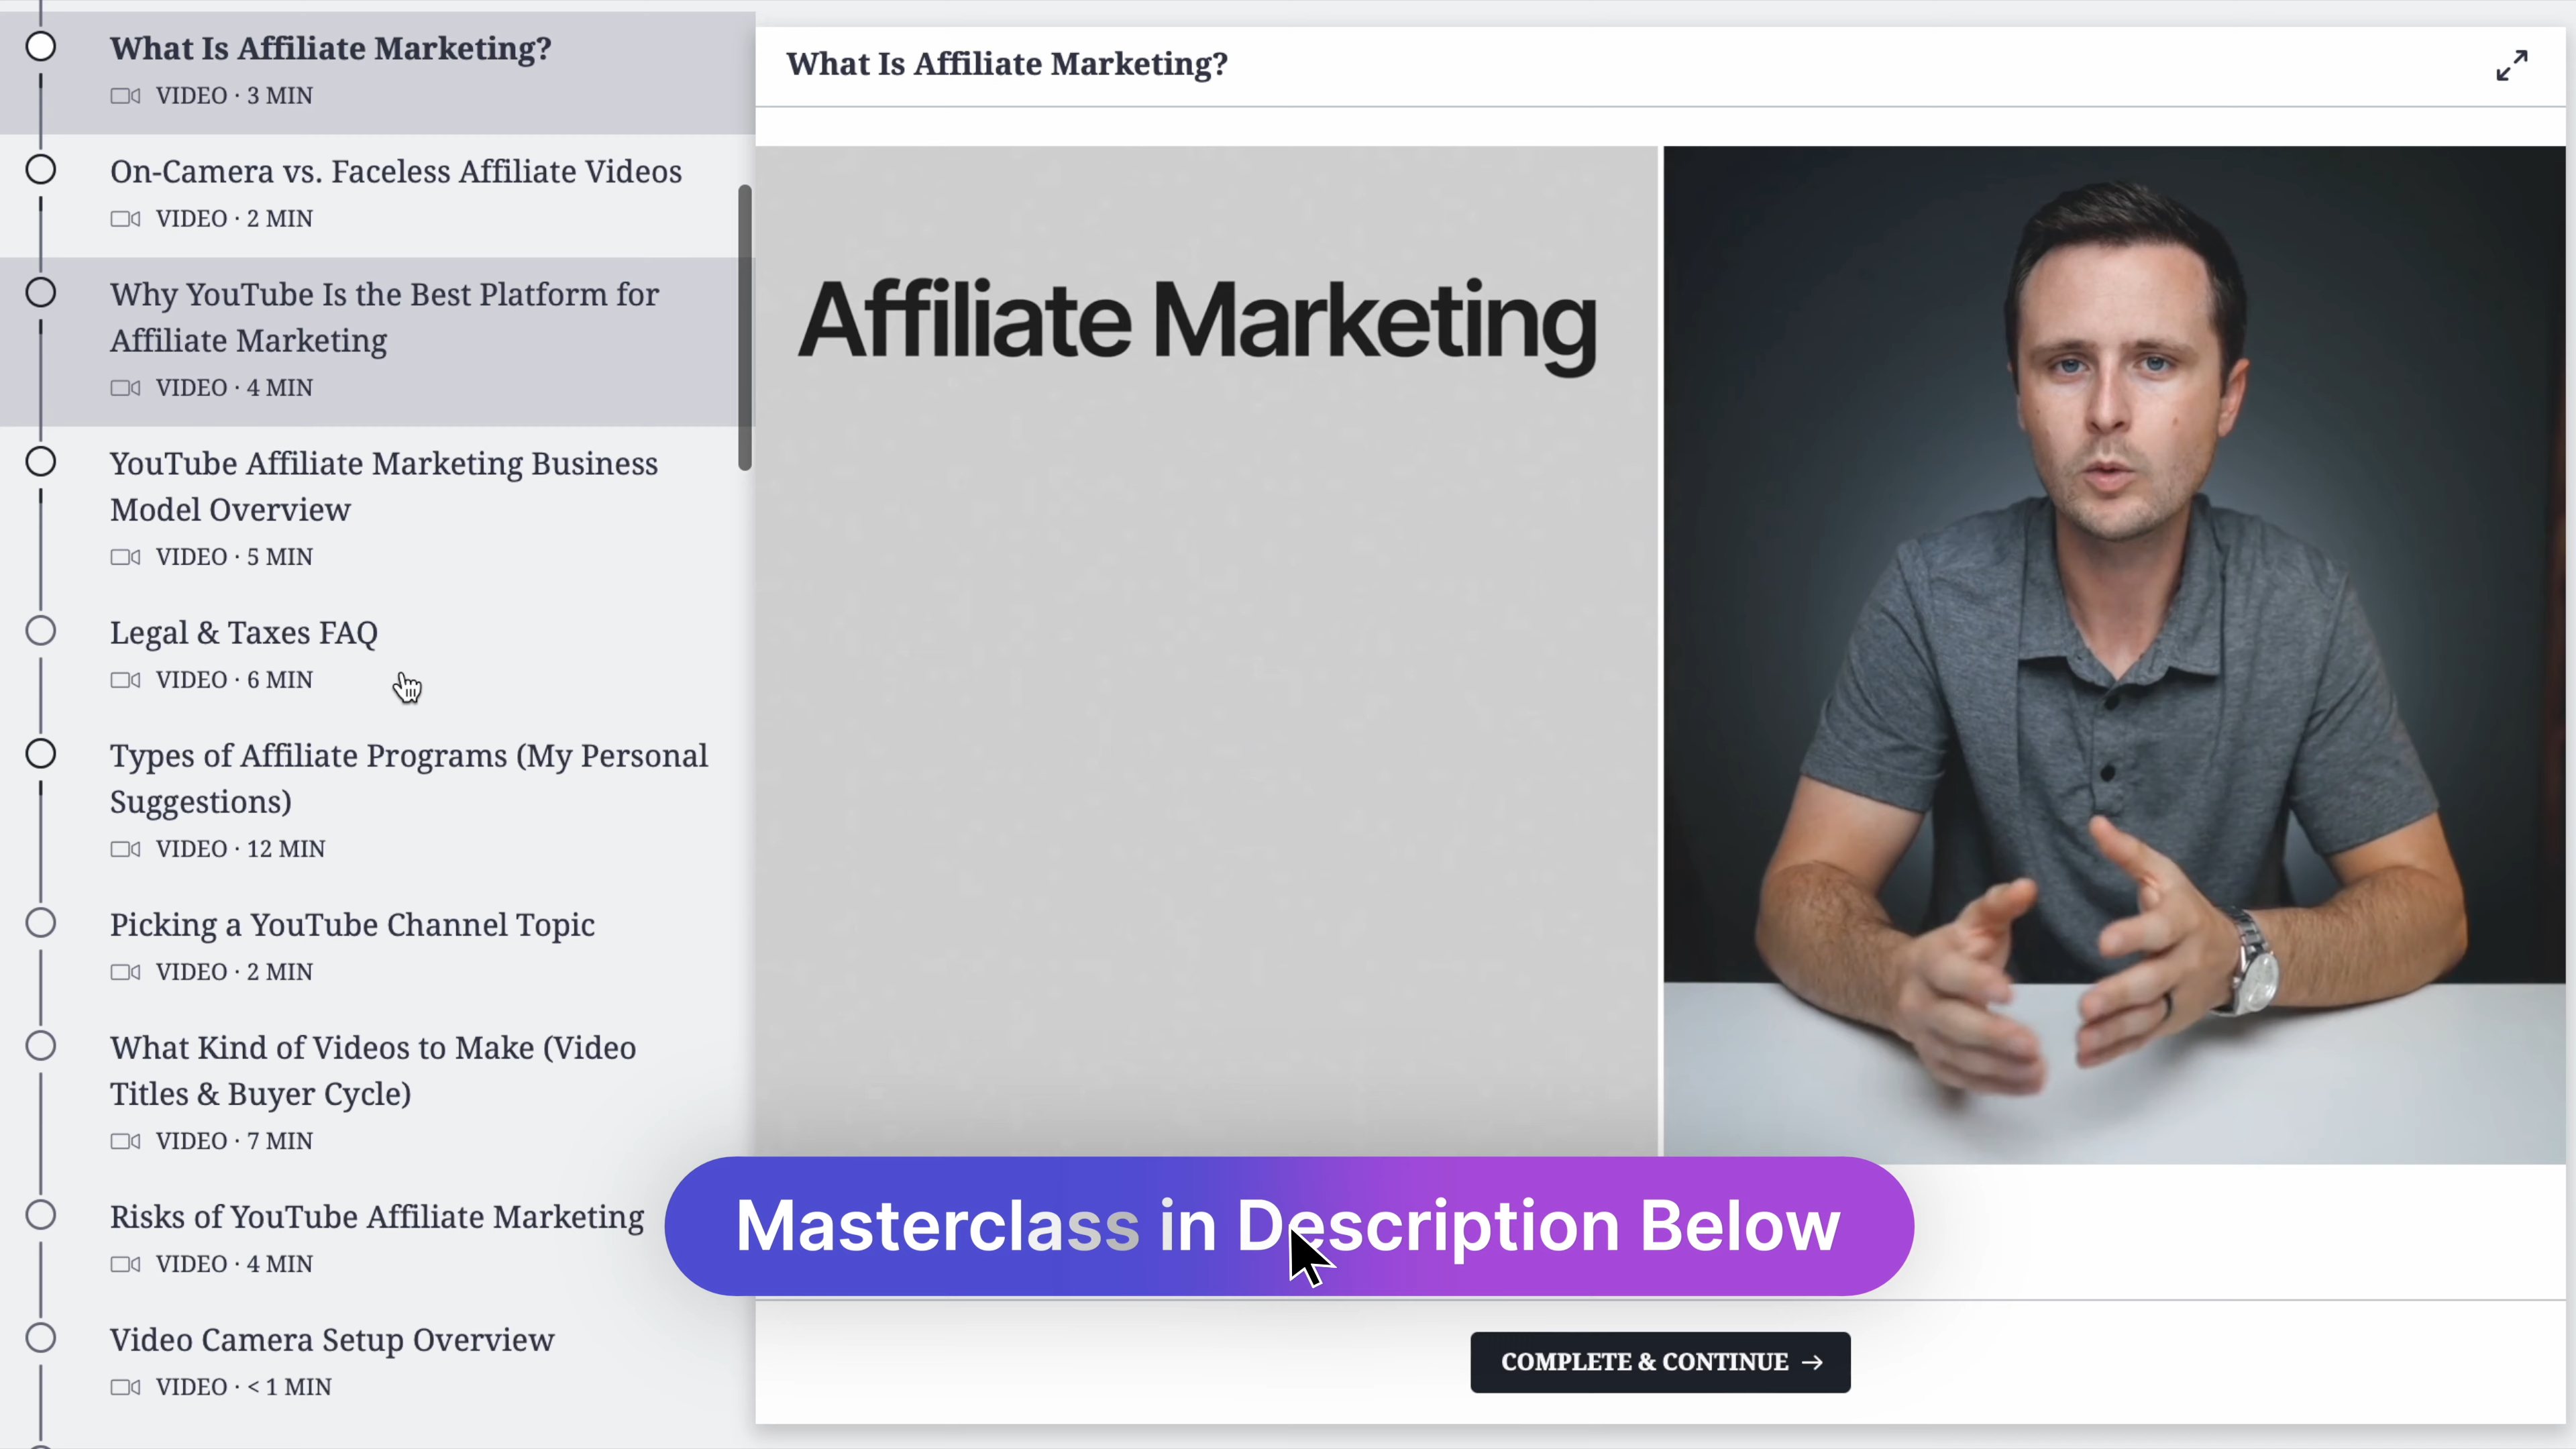 What Is Affiliate Marketing?
VIDEO · 3 MIN
On-Camera vs. Faceless Affiliate Videos
VIDEO · 2 MIN
Why YouTube Is the Best Platform for
Affiliate Marketing
VIDEO · 4 MIN
YouTube Affiliate Marketing Business
Model Overview
VIDEO · 5 MIN
Legal & Taxes FAQ
VIDEO · 6 MIN
Types of Affiliate Programs (My Personal
Suggestions)
VIDEO · 12 MIN
Picking a YouTube Channel Topic
VIDEO · 2 MIN
What Kind of Videos to Make (Video
Titles & Buyer Cycle)
VIDEO · 7 MIN
Risks of YouTube Affiliate Marketing
VIDEO · 4 MIN
Video Camera Setup Overview
VIDEO · < 1 MIN
What Is Affiliate Marketing?
Affiliate Marketing
Masterclass in Description Below
COMPLETE & CONTINUE →